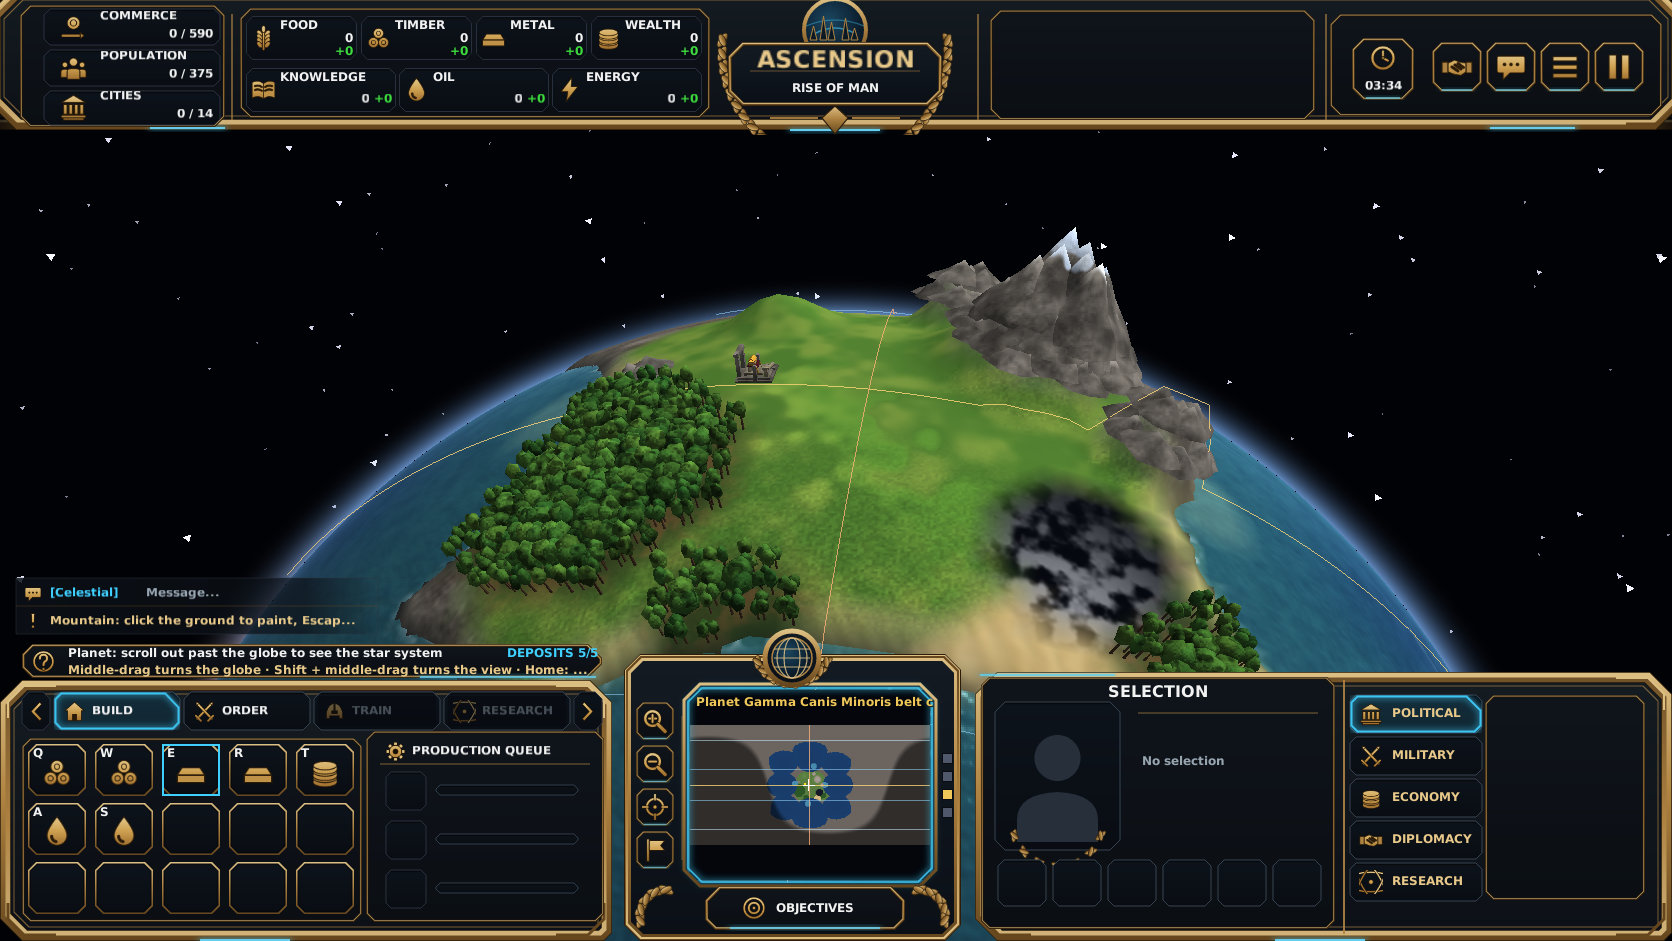 COMMERCE
0 / 590
POPULATION
0 / 375
CITIES
0 / 14
FOOD
0
+0
TIMBER
0
+0
METAL
0
+0
WEALTH
0
+0
KNOWLEDGE
0 +0
OIL
0 +0
ENERGY
0 +0
ASCENSION
RISE OF MAN
03:34
[Celestial] Message...
! Mountain: click the ground to paint, Escap...
Planet: scroll out past the globe to see the star system DEPOSITS 5/5
Middle-drag turns the globe · Shift + middle-drag turns the view · Home: ...
BUILD
ORDER
TRAIN
RESEARCH
Q
W
E
R
T
A
S
PRODUCTION QUEUE
Planet Gamma Canis Minoris belt
OBJECTIVES
SELECTION
No selection
POLITICAL
MILITARY
ECONOMY
DIPLOMACY
RESEARCH